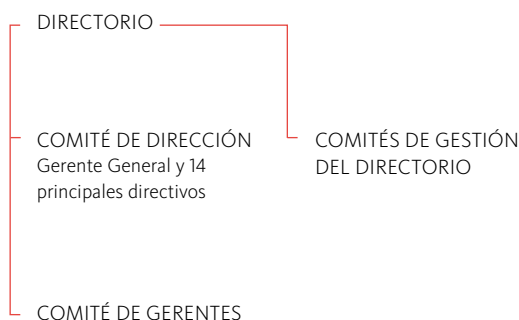 DIRECTORIO
COMITÉ DE DIRECCIÓN
Gerente General y 14
principales directivos
COMITÉS DE GESTIÓN
DEL DIRECTORIO
COMITÉ DE GERENTES